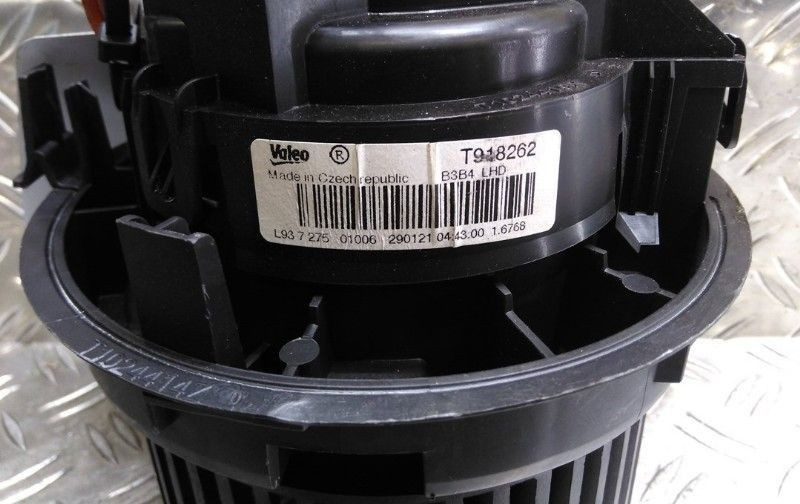 Valeo ® T918262
Made in Czech republic B3B4 LHD
L93 7 275 01006 290121 04:43:00 1.6768